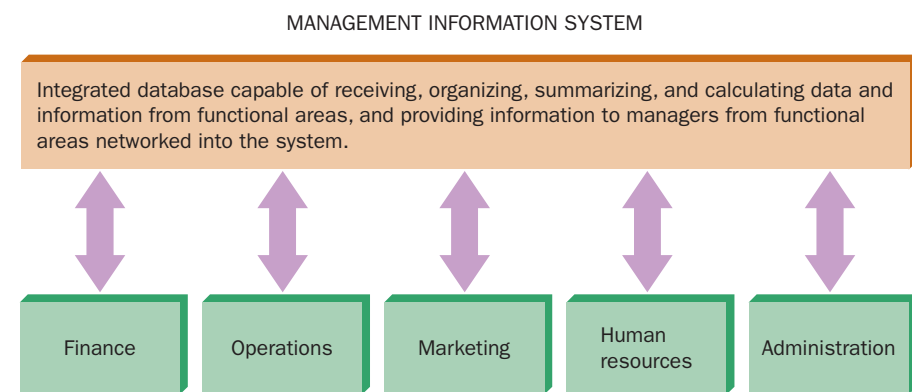 MANAGEMENT INFORMATION SYSTEM
Integrated database capable of receiving, organizing, summarizing, and calculating data and
information from functional areas, and providing information to managers from functional
areas networked into the system.
Finance
Operations
Marketing
Human
resources
Administration